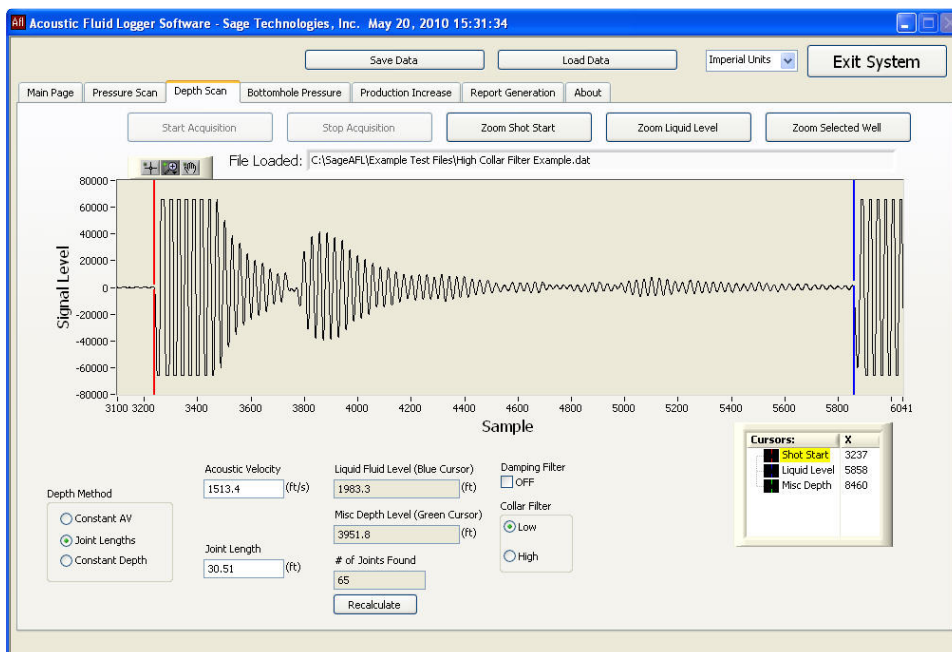 Afl Acoustic Fluid Logger Software - Sage Technologies, Inc. May 20, 2010 15:31:34
Save Data Load Data Imperial Units Exit System
Main Page Pressure Scan Depth Scan Bottomhole Pressure Production Increase Report Generation About
Start Acquisition Stop Acquisition Zoom Shot Start Zoom Liquid Level Zoom Selected Well
File Loaded: C:\SageAFL\Example Test Files\High Collar Filter Example.dat
80000
60000
40000
20000
0
-20000
-40000
-60000
-80000
Signal Level
3100 3200 3400 3600 3800 4000 4200 4400 4600 4800 5000 5200 5400 5600 5800 6041
Sample
Cursors: X
Shot Start 3237
Liquid Level 5858
Misc Depth 8460
Depth Method
Constant AV
Joint Lengths
Constant Depth
Acoustic Velocity
1513.4 (ft/s)
Joint Length
30.51 (ft)
Liquid Fluid Level (Blue Cursor)
1983.3 (ft)
Misc Depth Level (Green Cursor)
3951.8 (ft)
# of Joints Found
65
Recalculate
Damping Filter
OFF
Collar Filter
Low
High